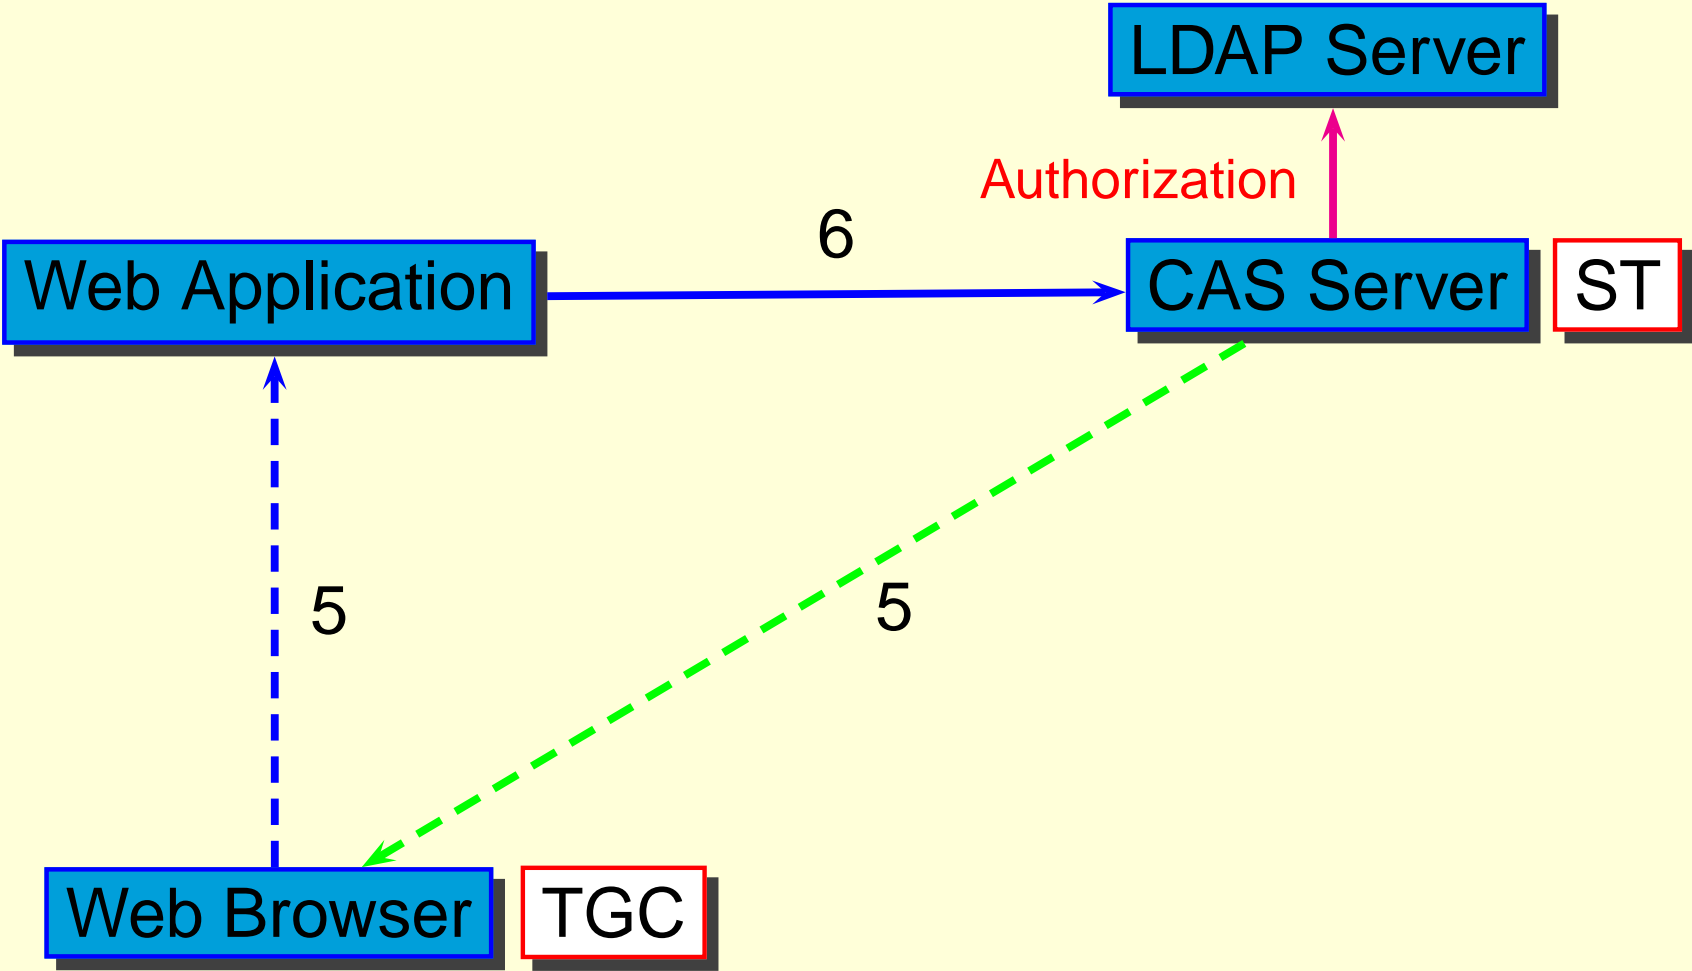 LDAP Server
Authorization
6
Web Application
CAS Server
ST
5
5
Web Browser
TGC